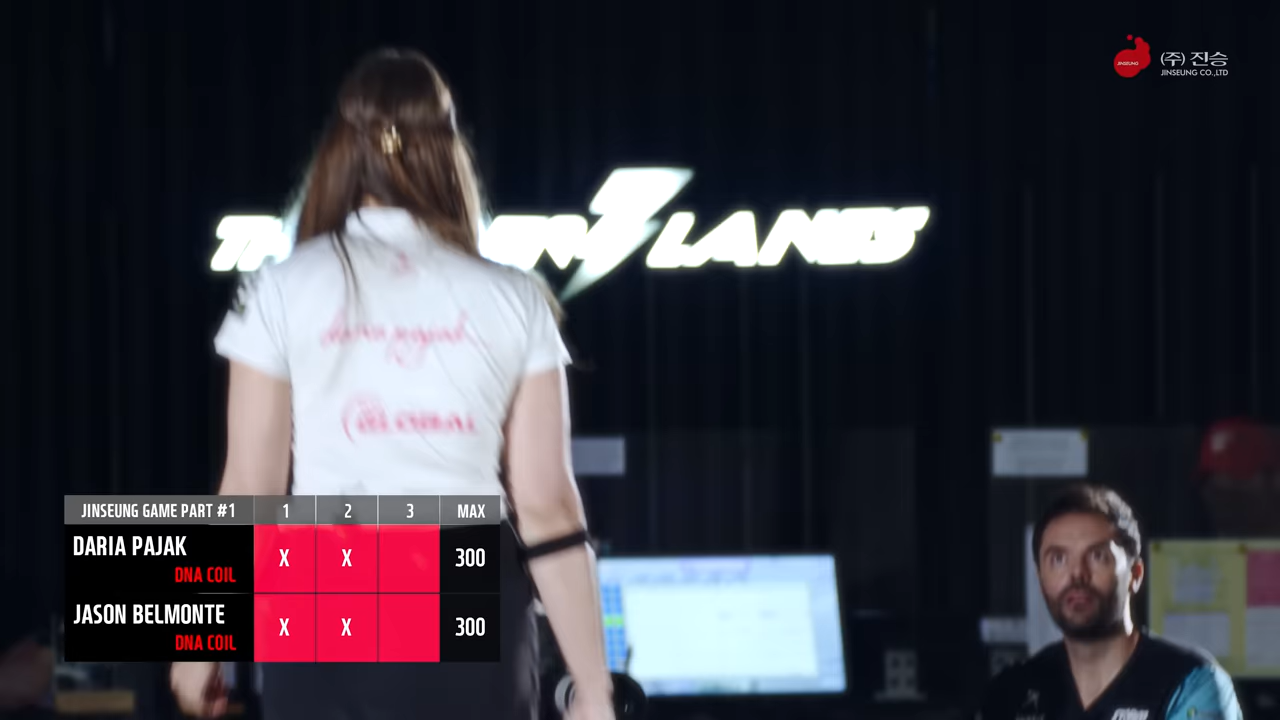 JINSEUNG
(주) 진승
JINSEUNG CO.,LTD
LANES
JINSEUNG GAME PART #1 1 2 3 MAX
DARIA PAJAK X X 300
DNA COIL
JASON BELMONTE X X 300
DNA COIL